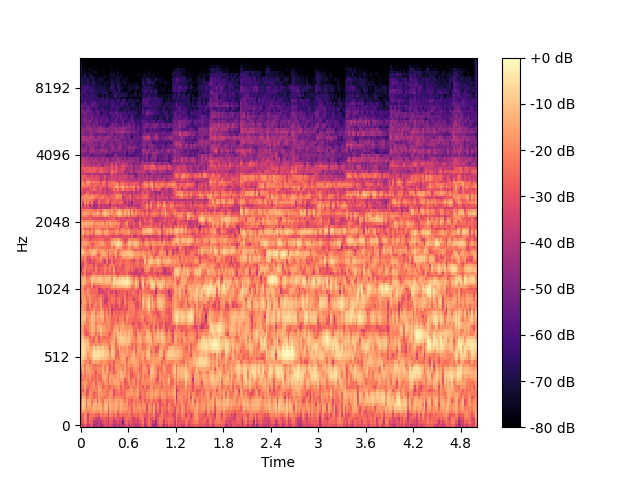 +0 dB
8192
-10 dB
4096
-20 dB
-30 dB
2048
-40 dB
Hz
1024
-50 dB
-60 dB
512
-70 dB
0
-80 dB
0 0.6 1.2 1.8 2.4 3 3.6 4.2 4.8
Time